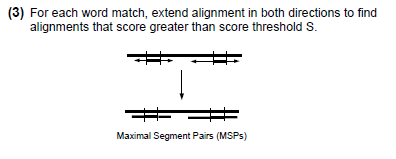 (3) For each word match, extend alignment in both directions to find
alignments that score greater than score threshold S.
Maximal Segment Pairs (MSPs)